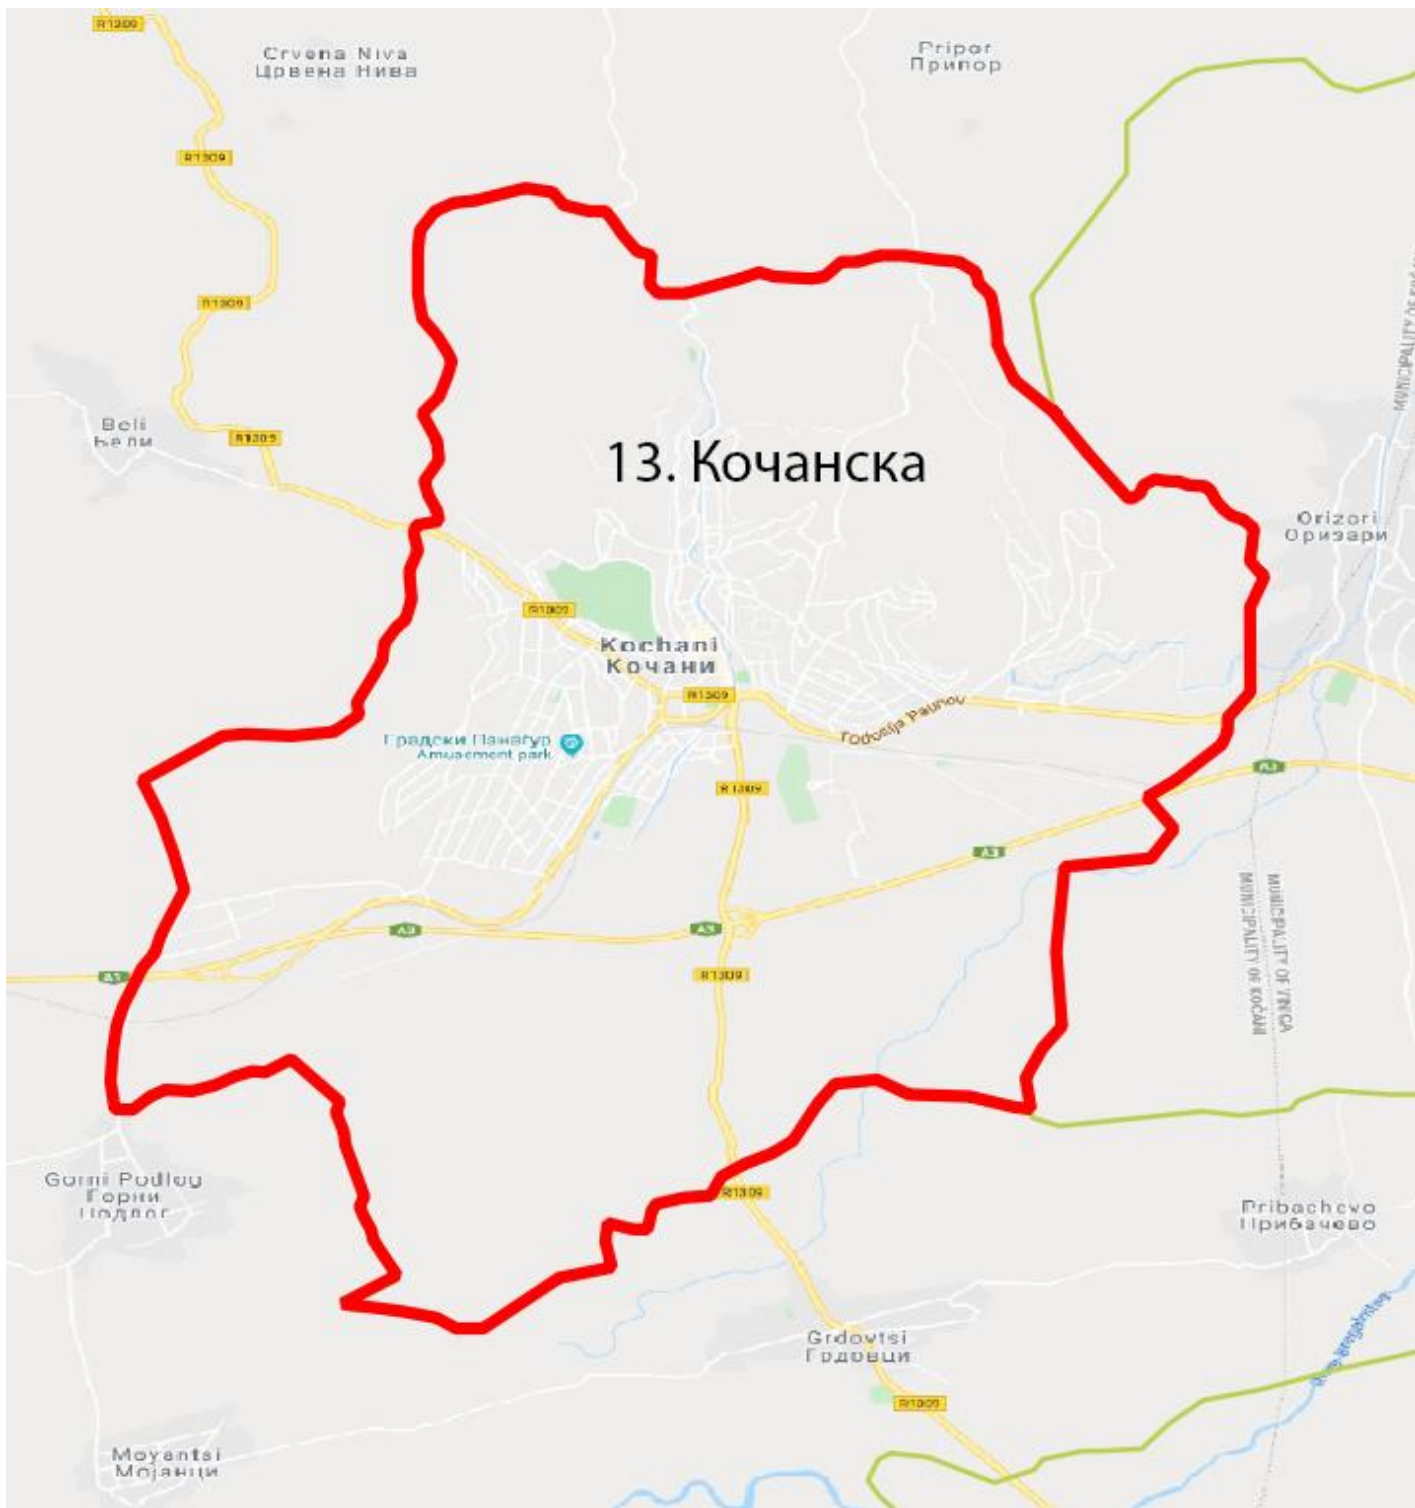 R1309
Crvena Niva
Црвена Нива
Pripor
Припор
R1309
R1309
Beli
Бели
R1309
13. Кочанска
Orizari
Оризари
R1309
Kochani
Кочани
R1309
Todosija Paunov
Градски Панаѓур
Amusement park
R1309
A3
A3
A3
A3
A3
R1309
MUNICIPALITY OF KOČANI
MUNICIPALITY OF VINICA
Gorni Podlog
Горни
Подлог
R1309
Pribachevo
Прибачево
Grdovtsi
Грдовци
R1309
Moyantsi
Мојанци